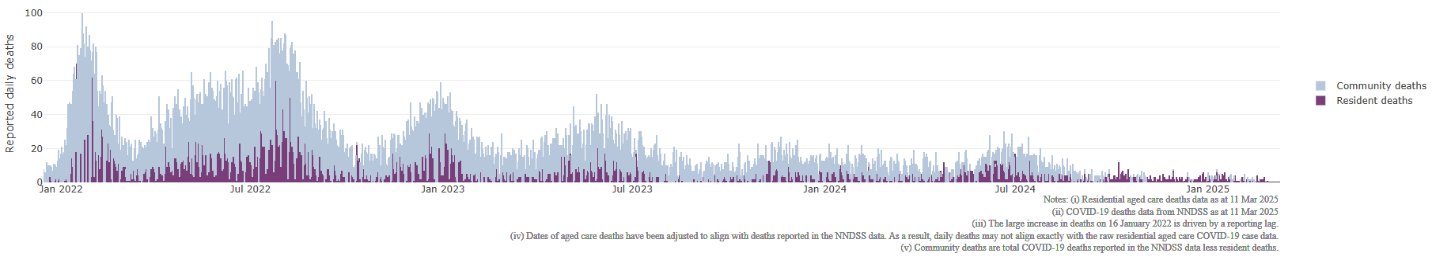 Reported daily deaths
100
80
60
40
20
0
Jan 2022
Jul 2022
Jan 2023
Jul 2023
Jan 2024
Jul 2024
Jan 2025
Community deaths
Resident deaths
Notes: (i) Residential aged care deaths data as at 11 Mar 2025
(ii) COVID-19 deaths data from NNDSS as at 11 Mar 2025
(iii) The large increase in deaths on 16 January 2022 is driven by a reporting lag.
(iv) Dates of aged care deaths have been adjusted to align with deaths reported in the NNDSS data. As a result, daily deaths may not align exactly with the raw residential aged care COVID-19 case data.
(v) Community deaths are total COVID-19 deaths reported in the NNDSS data less resident deaths.